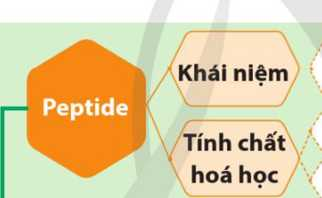 Peptide
Khái niệm
Tính chất
hoá học